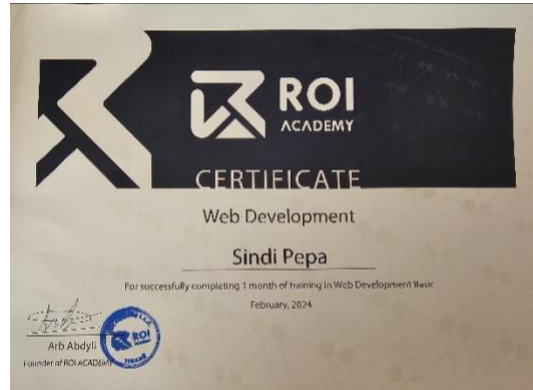 ROI
ACADEMY
CERTIFICATE
Web Development
Sindi Pepa
For successfully completing 1 month of training in Web Development Basic
February, 2024
Arb Abdyli
Founder of ROI ACADEMY
ROI